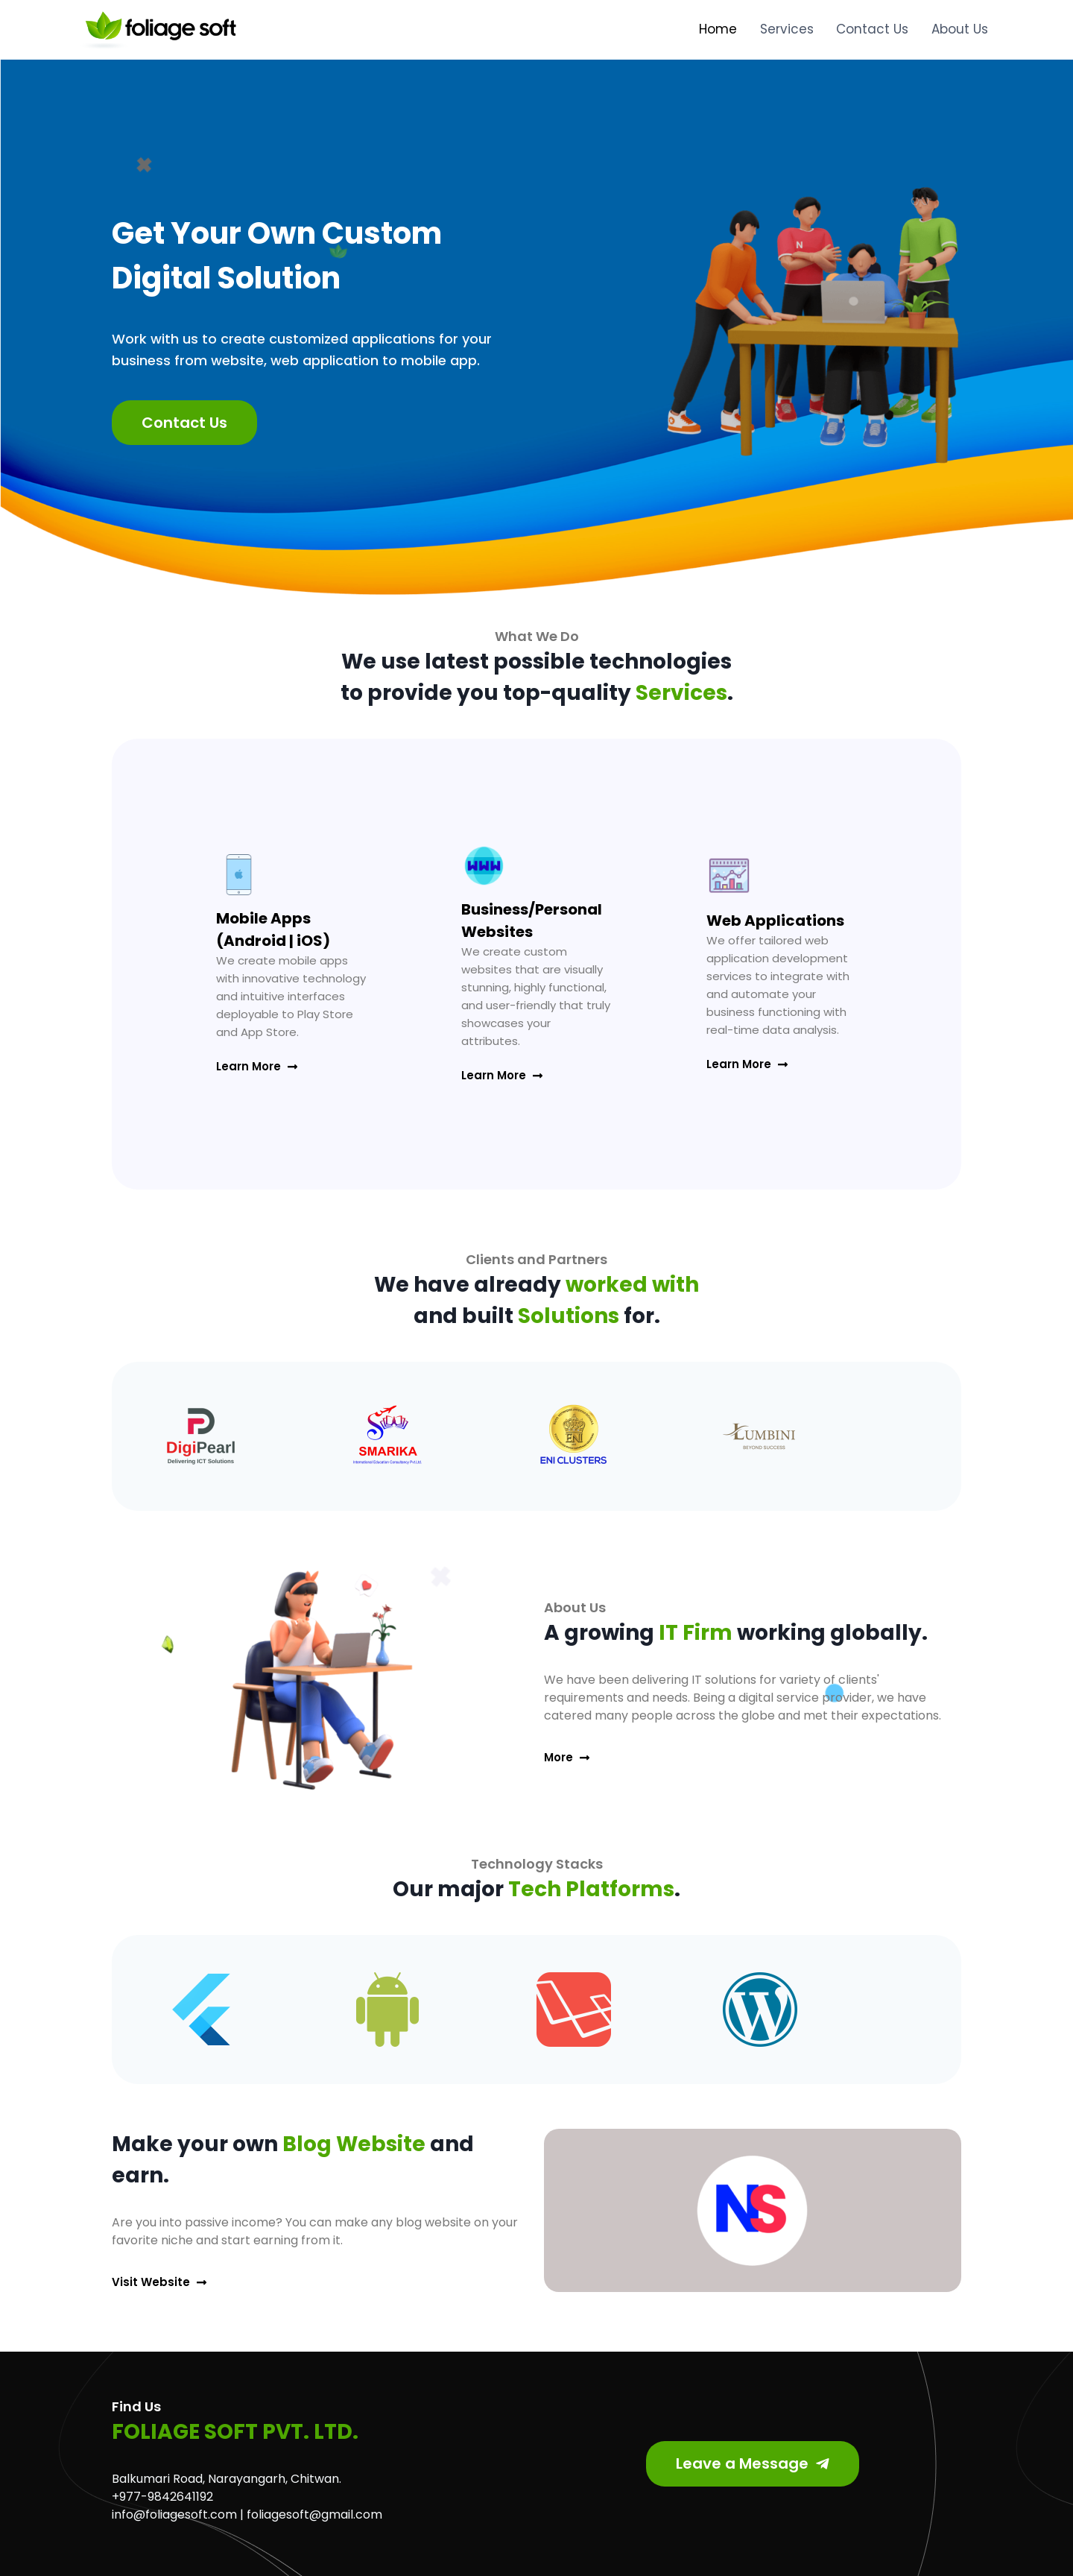 foliage soft
Home Services Contact Us About Us
Get Your Own Custom
Digital Solution
Work with us to create customized applications for your
business from website, web application to mobile app.
Contact Us
N
What We Do
We use latest possible technologies
to provide you top-quality Services.
Mobile Apps
(Android | iOS)
We create mobile apps
with innovative technology
and intuitive interfaces
deployable to Play Store
and App Store.
Learn More
WWW
Business/Personal
Websites
We create custom
websites that are visually
stunning, highly functional,
and user-friendly that truly
showcases your
attributes.
Learn More
Web Applications
We offer tailored web
application development
services to integrate with
and automate your
business functioning with
real-time data analysis.
Learn More
Clients and Partners
We have already worked with
and built Solutions for.
DigiPearl
Delivering ICT Solutions
SMARIKA
International Education Consultancy Pvt.Ltd.
ENI
ENI CLUSTERS
LUMBINI
BEYOND SUCCESS
About Us
A growing IT Firm working globally.
We have been delivering IT solutions for variety of clients'
requirements and needs. Being a digital service provider, we have
catered many people across the globe and met their expectations.
More
Technology Stacks
Our major Tech Platforms.
Make your own Blog Website and
earn.
Are you into passive income? You can make any blog website on your
favorite niche and start earning from it.
Visit Website
NS
Find Us
FOLIAGE SOFT PVT. LTD.
Balkumari Road, Narayangarh, Chitwan.
+977-9842641192
info@foliagesoft.com | foliagesoft@gmail.com
Leave a Message